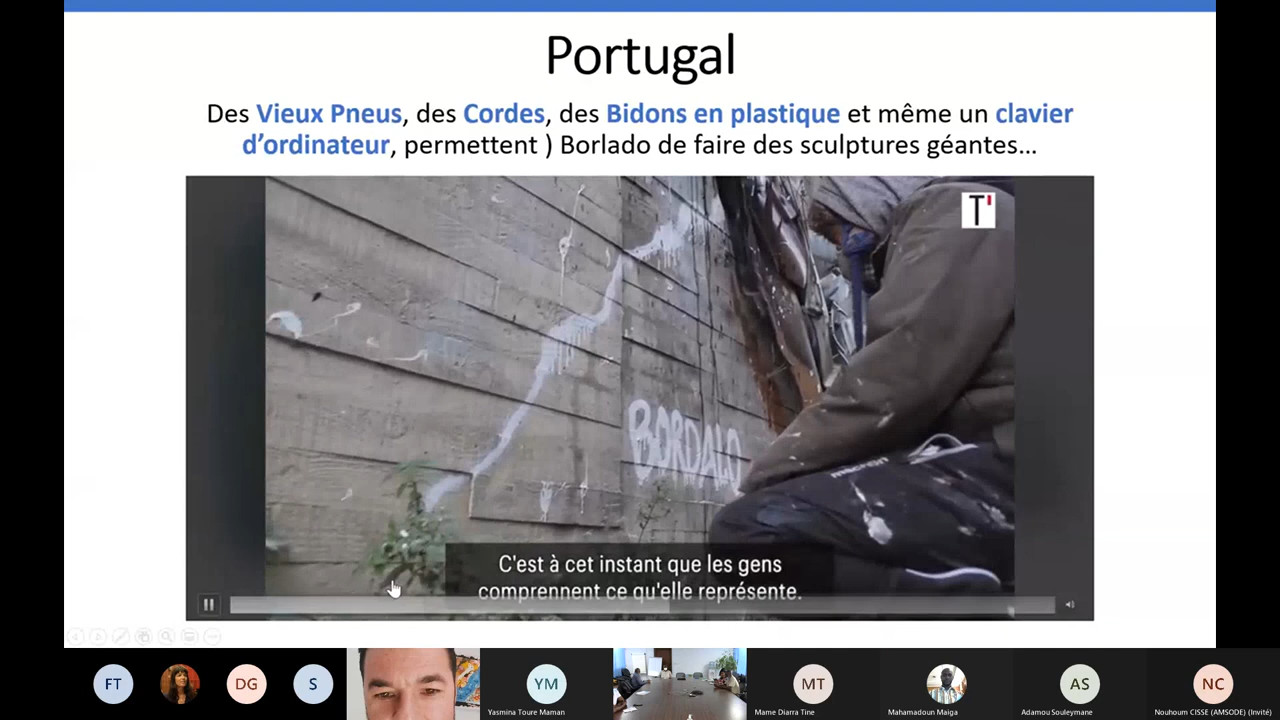 Portugal
Des Vieux Pneus, des Cordes, des Bidons en plastique et même un clavier
d’ordinateur, permettent ) Borlado de faire des sculptures géantes…
T'
BORDALO
C'est à cet instant que les gens
comprennent ce qu'elle représente.
FT DG S YM MT AS NC
Yasmina Toure Maman Mame Diarra Tine Mahamadoun Maiga Adamou Souleymane Nouhoum CISSE (AMSODE) (Invité)